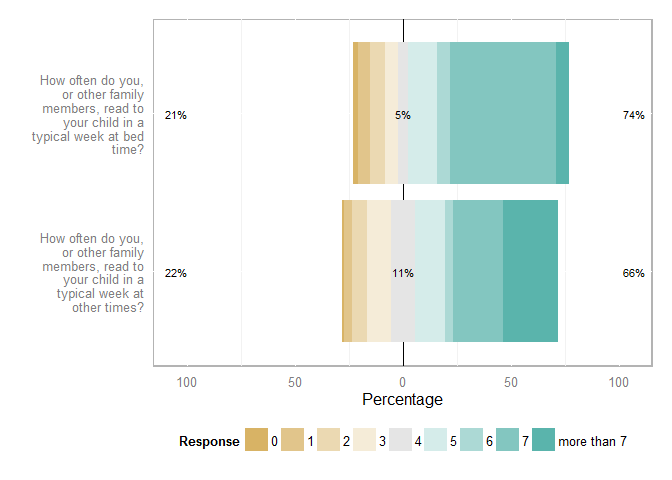 How often do you,
or other family
members, read to
your child in a
typical week at bed
time?
21%
5%
74%
How often do you,
or other family
members, read to
your child in a
typical week at
other times?
22%
11%
66%
100 50 0 50 100
Percentage
Response 0 1 2 3 4 5 6 7 more than 7